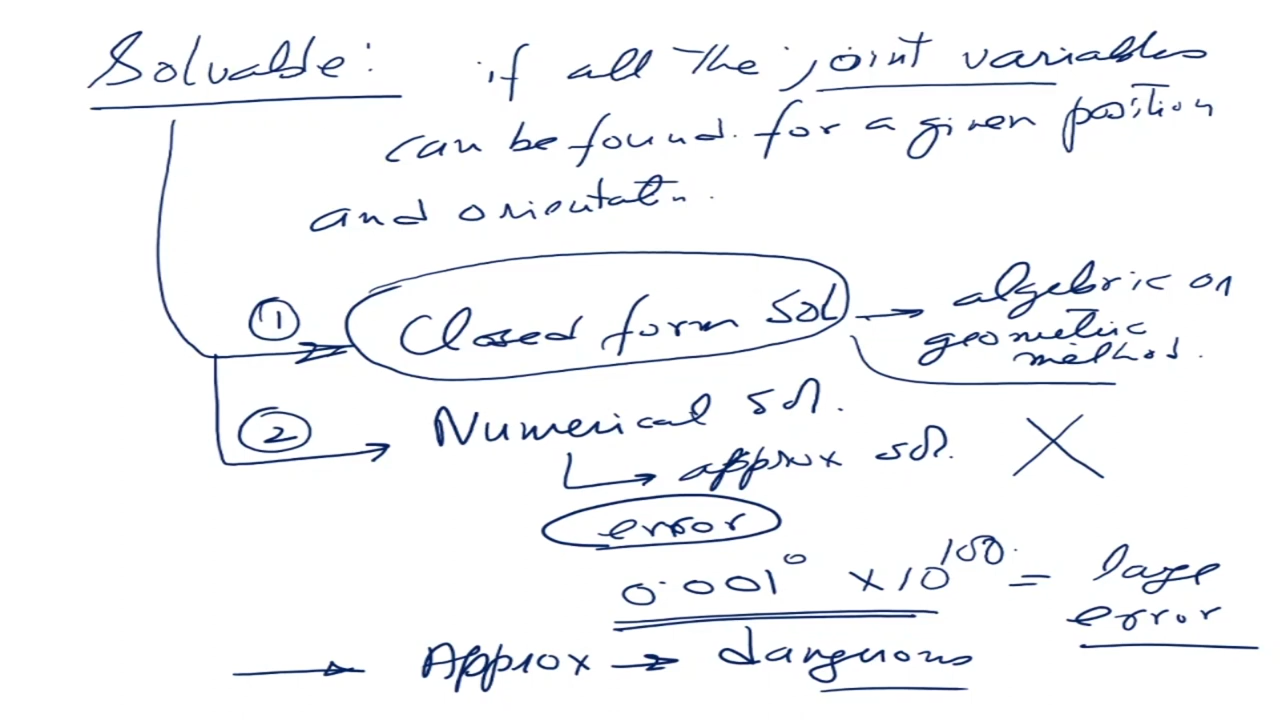 Solvable: if all the joint variables
can be found. for a given position
and orientatn.
① Closed form sol → algebric or
geometric
method.
② Numerical sol.
→ approx sol. X
error
0.001° × 10^100 = large
error
→ Approx → dangerous